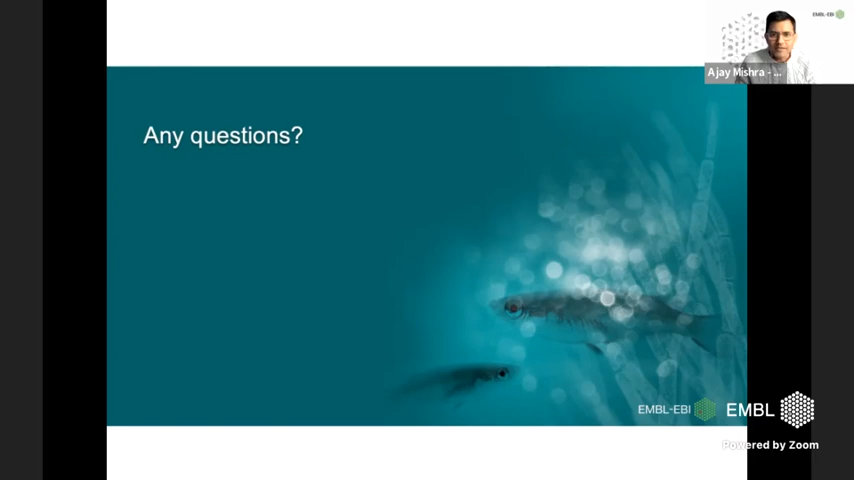 EMBL-EBI
Ajay Mishra - ...
Any questions?
EMBL-EBI
EMBL
Powered by Zoom